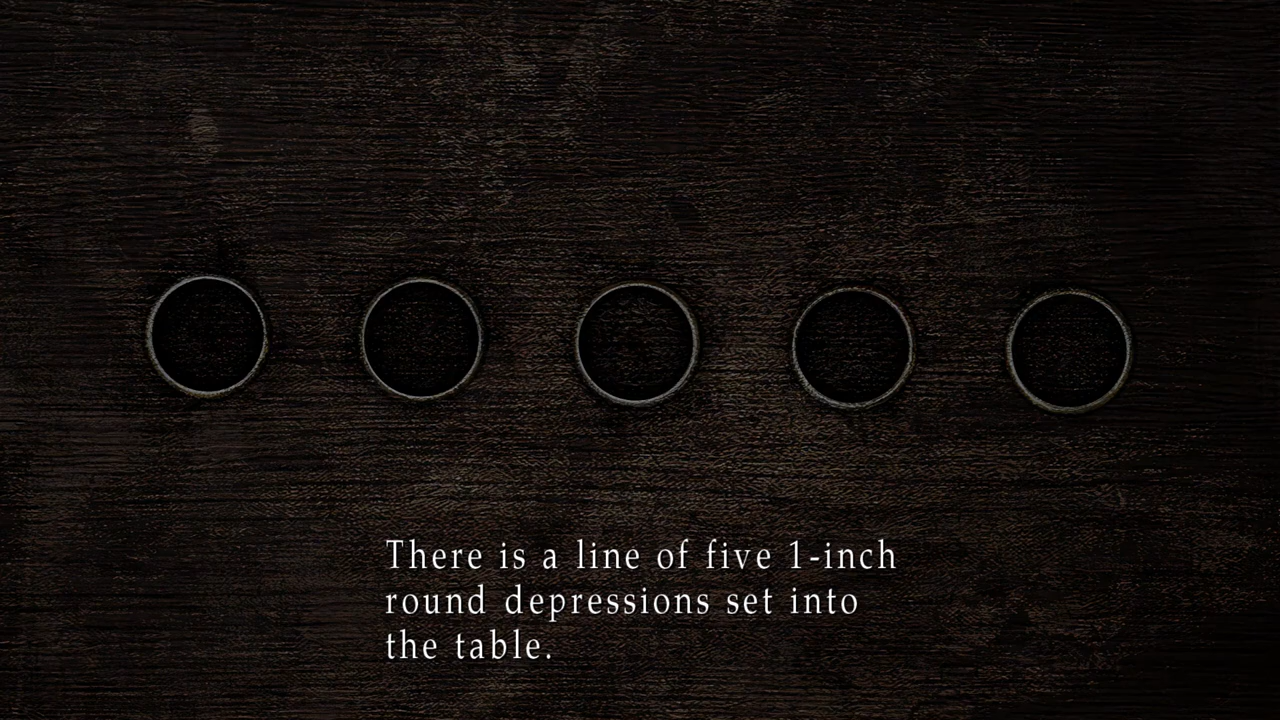 There is a line of five 1-inch
round depressions set into
the table.